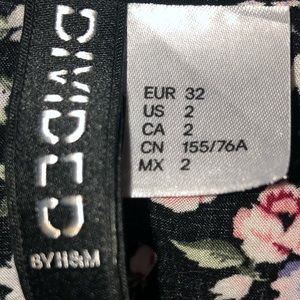 DIVIDED
BY H&M
EUR 32
US 2
CA 2
CN 155/76A
MX 2